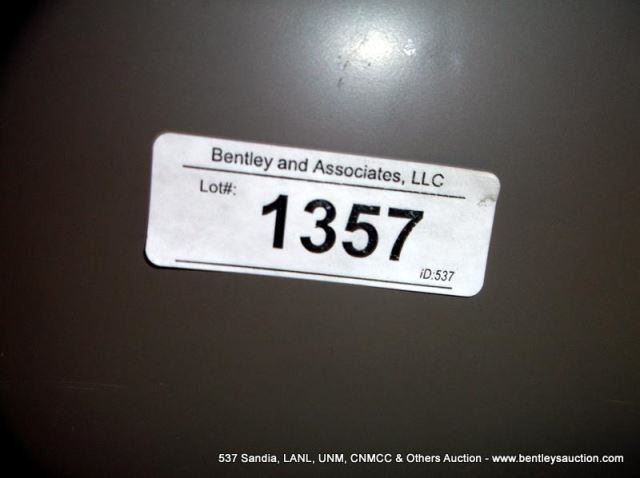 Bentley and Associates, LLC
Lot#:
1357
ID:537
537 Sandia, LANL, UNM, CNMCC & Others Auction - www.bentleysauction.com